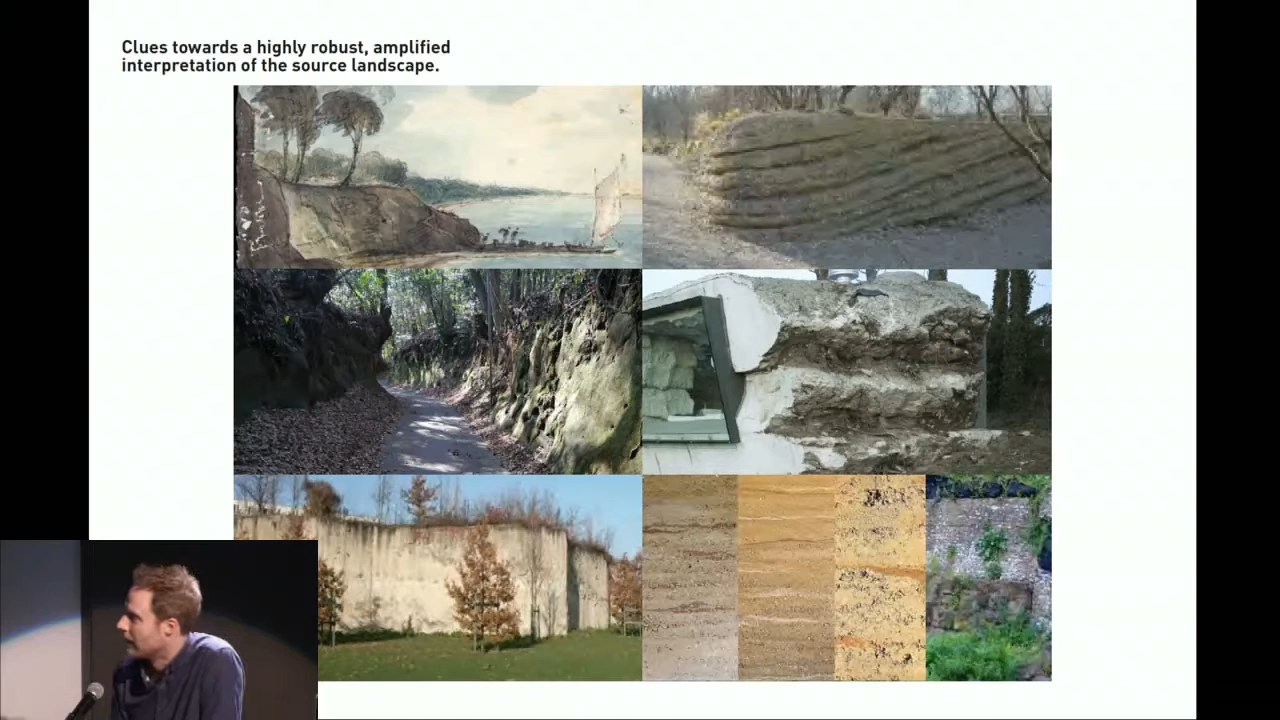 Clues towards a highly robust, amplified
interpretation of the source landscape.